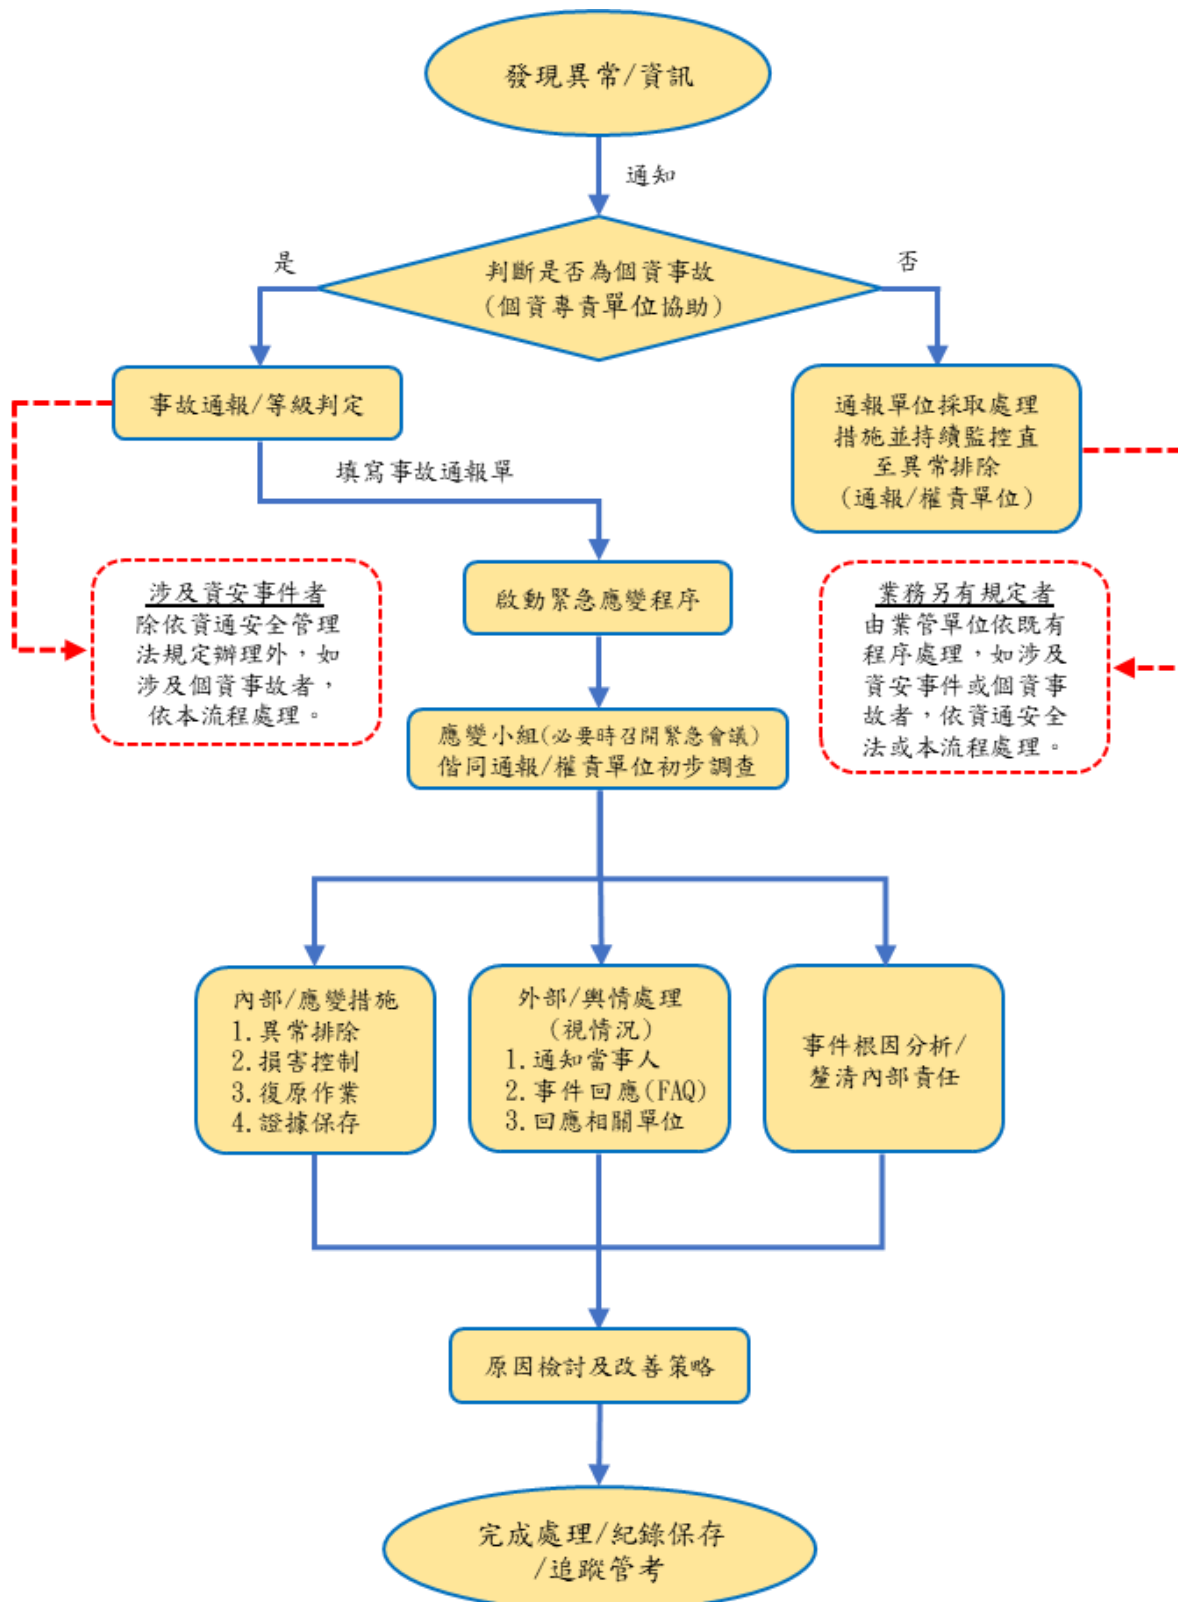 發現異常/資訊
通知
判斷是否為個資事故
(個資專責單位協助)
是
否
事故通報/等級判定
通報單位採取處理
措施並持續監控直
至異常排除
(通報/權責單位)
填寫事故通報單
涉及資安事件者
除依資通安全管理
法規定辦理外，如
涉及個資事故者，
依本流程處理。
啟動緊急應變程序
業務另有規定者
由業管單位依既有
程序處理，如涉及
資安事件或個資事
故者，依資通安全
法或本流程處理。
應變小組(必要時召開緊急會議)
偕同通報/權責單位初步調查
內部/應變措施
1.異常排除
2.損害控制
3.復原作業
4.證據保存
外部/輿情處理
(視情況)
1.通知當事人
2.事件回應(FAQ)
3.回應相關單位
事件根因分析/
釐清內部責任
原因檢討及改善策略
完成處理/紀錄保存
/追蹤管考